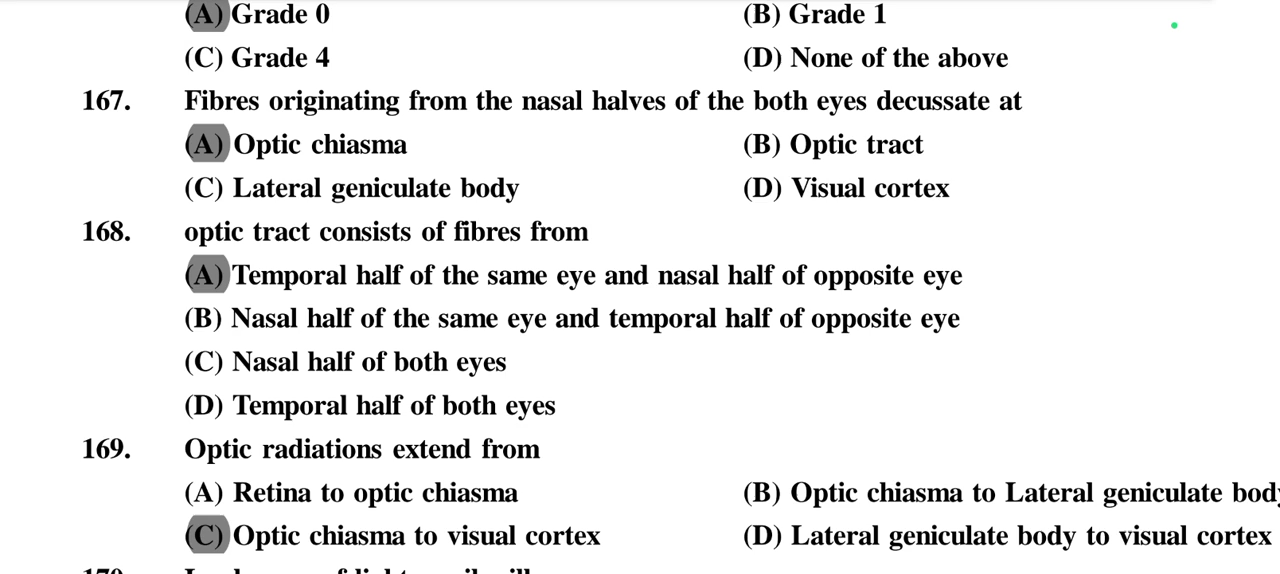 (A) Grade 0 (B) Grade 1
(C) Grade 4 (D) None of the above
167. Fibres originating from the nasal halves of the both eyes decussate at
(A) Optic chiasma (B) Optic tract
(C) Lateral geniculate body (D) Visual cortex
168. optic tract consists of fibres from
(A) Temporal half of the same eye and nasal half of opposite eye
(B) Nasal half of the same eye and temporal half of opposite eye
(C) Nasal half of both eyes
(D) Temporal half of both eyes
169. Optic radiations extend from
(A) Retina to optic chiasma (B) Optic chiasma to Lateral geniculate body
(C) Optic chiasma to visual cortex (D) Lateral geniculate body to visual cortex